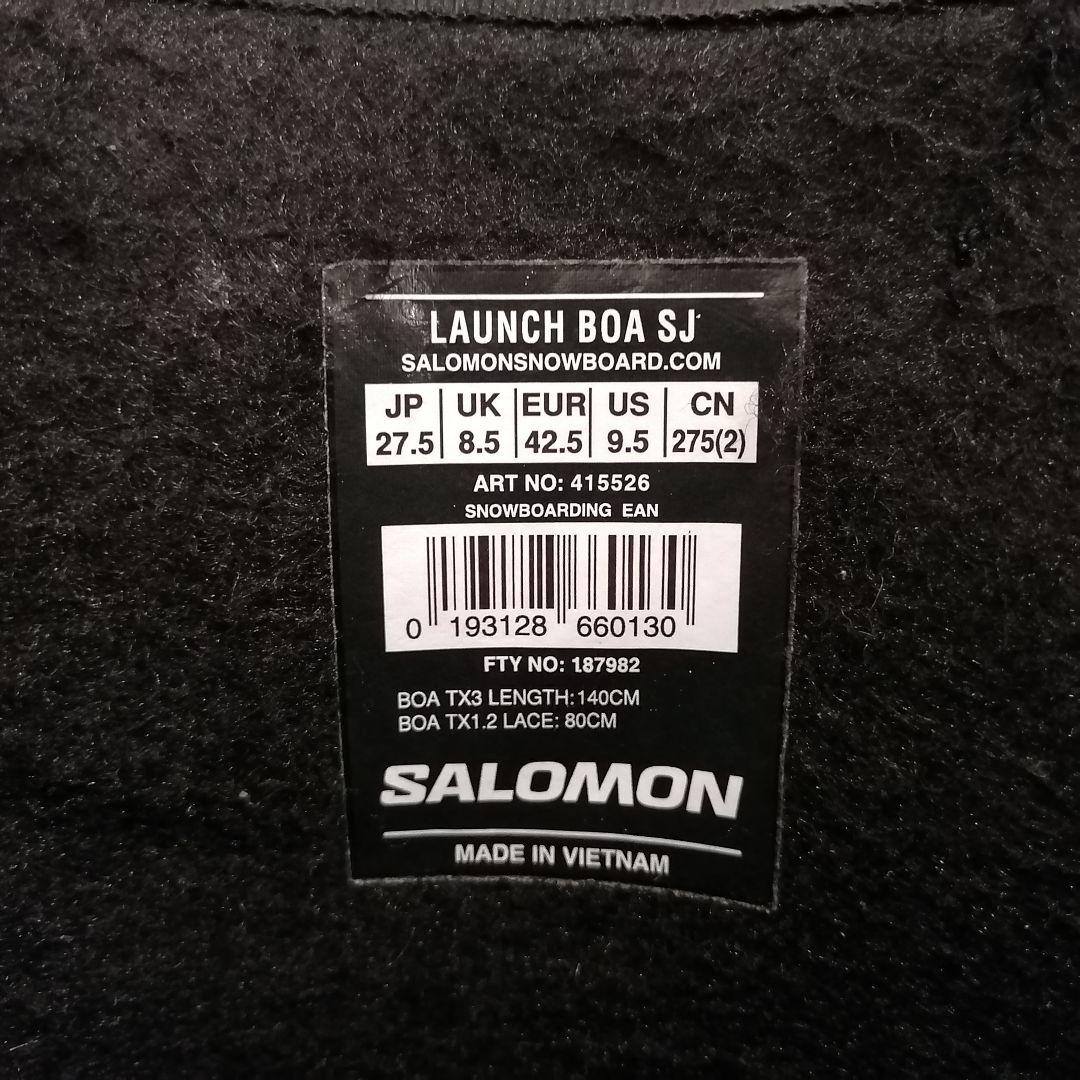 LAUNCH BOA SJ
SALOMONSNOWBOARD.COM
JP UK EUR US CN
27.5 8.5 42.5 9.5 275(2)
ART NO: 415526
SNOWBOARDING EAN
0 193128 660130
FTY NO: 187982
BOA TX3 LENGTH:140CM
BOA TX1.2 LACE: 80CM
SALOMON
MADE IN VIETNAM